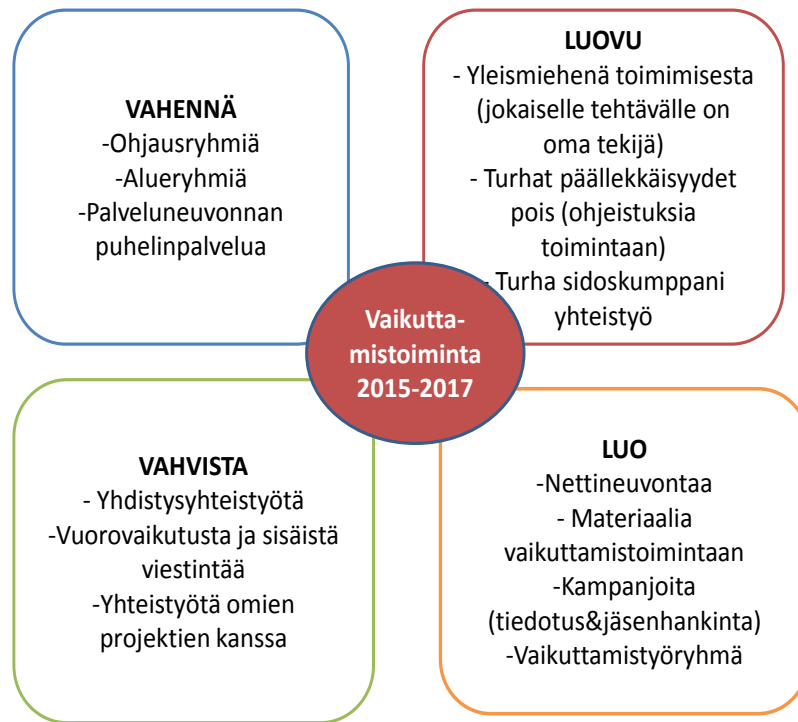 VAHENNÄ
-Ohjausryhmiä
-Alueryhmiä
-Palveluneuvonnan
puhelinpalvelua
LUOVU
- Yleismiehenä toimimisesta
(jokaiselle tehtävälle on
oma tekijä)
- Turhat päällekkäisyydet
pois (ohjeistuksia
toimintaan)
- Turha sidoskumppani
yhteistyö
Vaikutta-
mistoiminta
2015-2017
VAHVISTA
- Yhdistysyhteistyötä
-Vuorovaikutusta ja sisäistä
viestintää
-Yhteistyötä omien
projektien kanssa
LUO
-Nettineuvontaa
- Materiaalia
vaikuttamistoimintaan
-Kampanjoita
(tiedotus&jäsenhankinta)
-Vaikuttamistyöryhmä